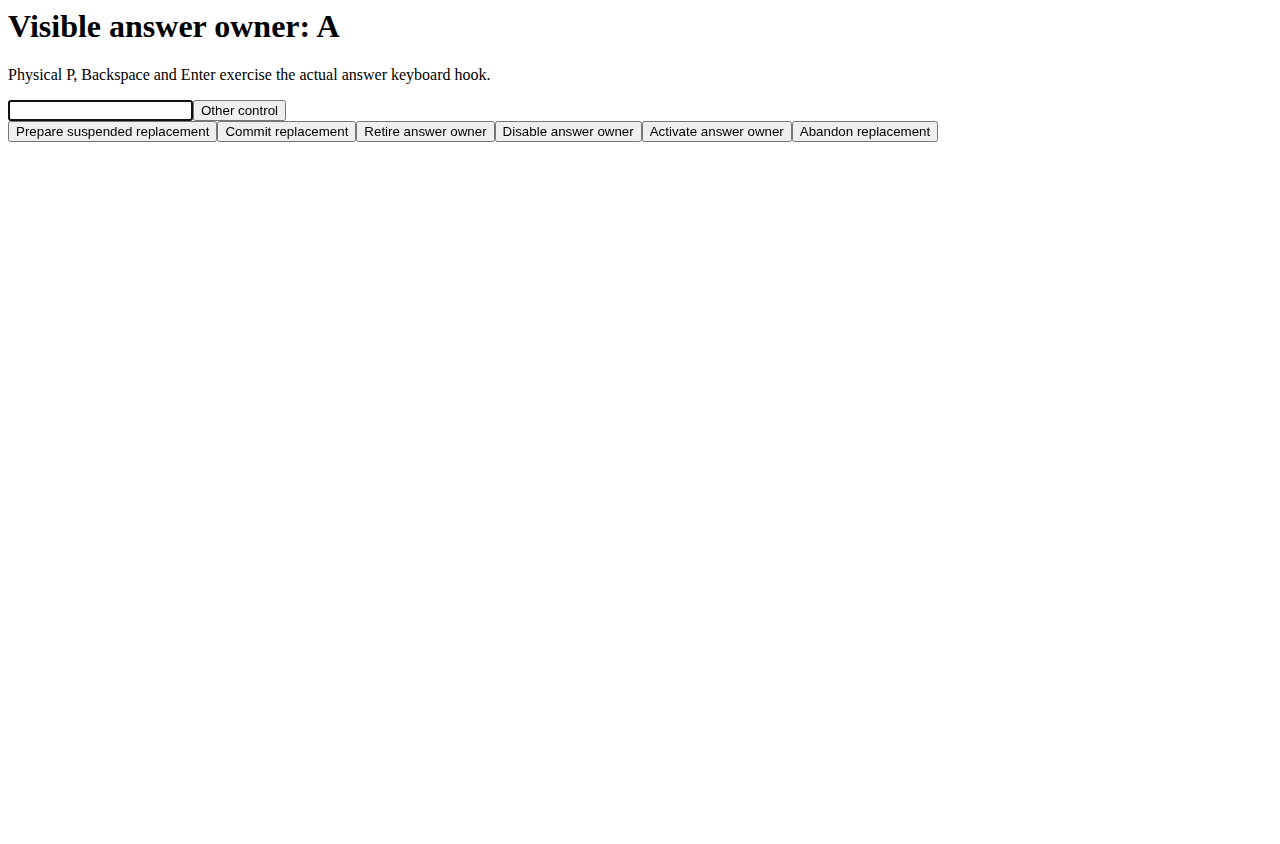 Visible answer owner: A
Physical P, Backspace and Enter exercise the actual answer keyboard hook.
Other control
Prepare suspended replacement Commit replacement Retire answer owner Disable answer owner Activate answer owner Abandon replacement